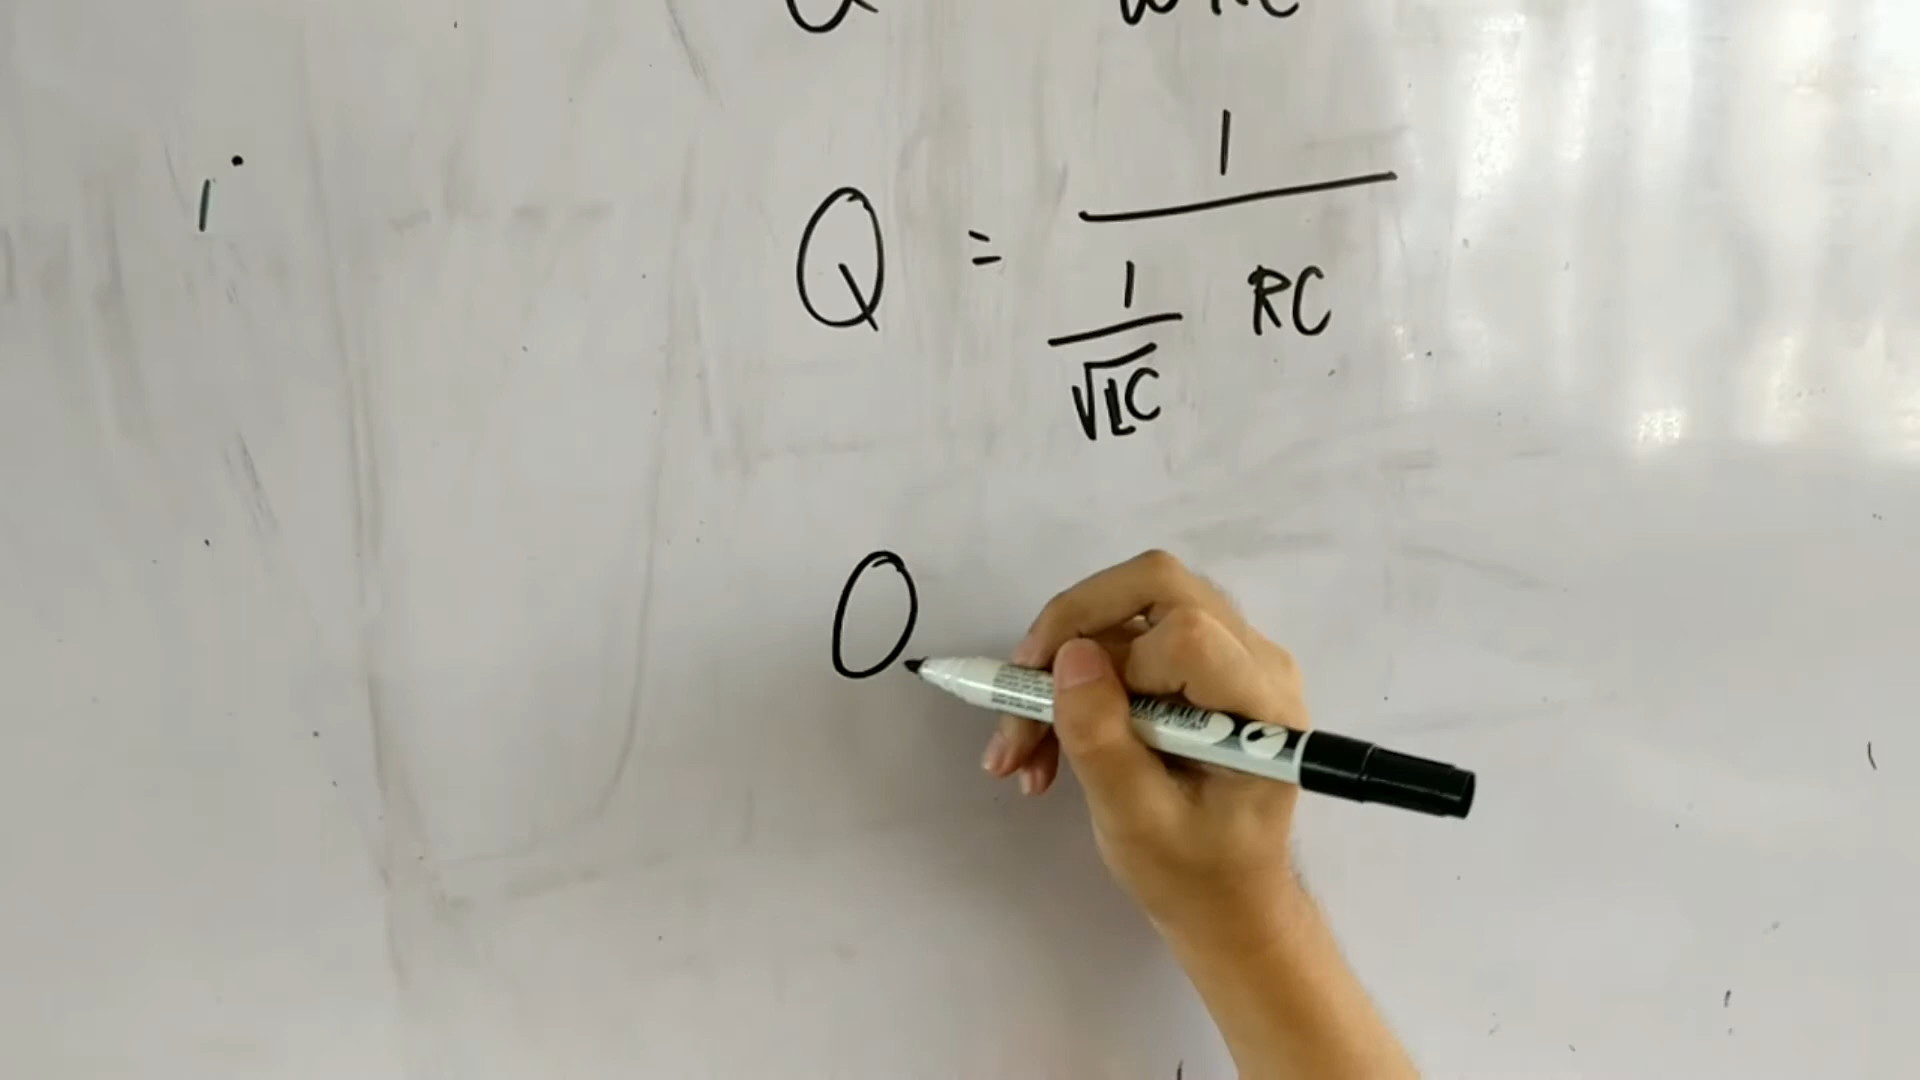 Q = 1 / (1/√LC RC)